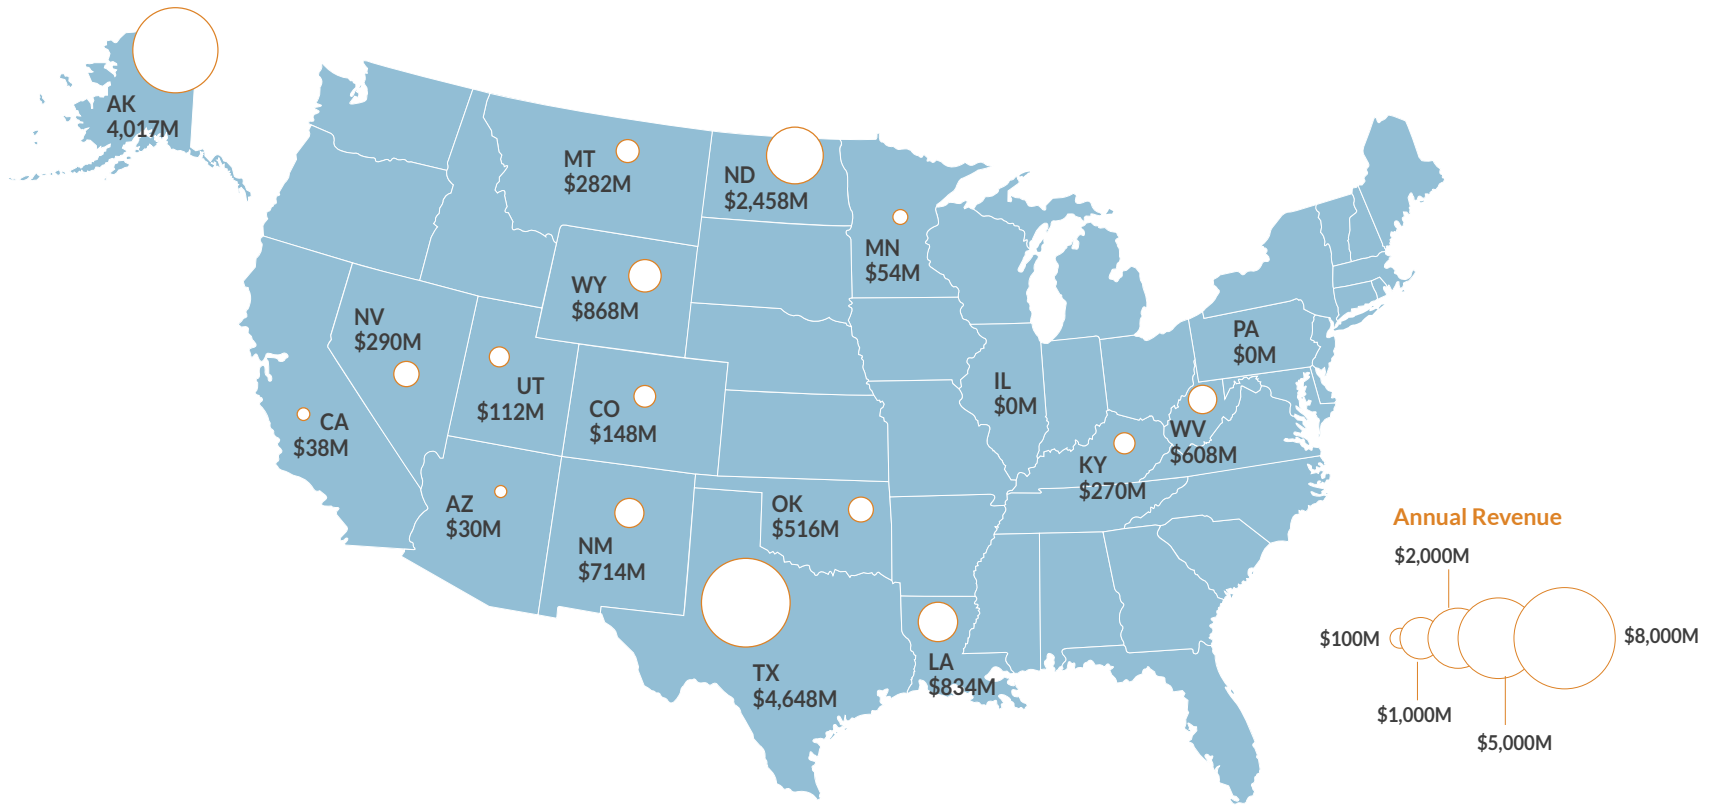 AK
4,017M
MT
$282M
ND
$2,458M
MN
$54M
WY
$868M
NV
$290M
PA
$0M
UT
$112M
IL
$0M
CO
$148M
CA
$38M
WV
$608M
KY
$270M
AZ
$30M
OK
$516M
NM
$714M
TX
$4,648M
LA
$834M
Annual Revenue
$2,000M
$100M
$8,000M
$1,000M
$5,000M